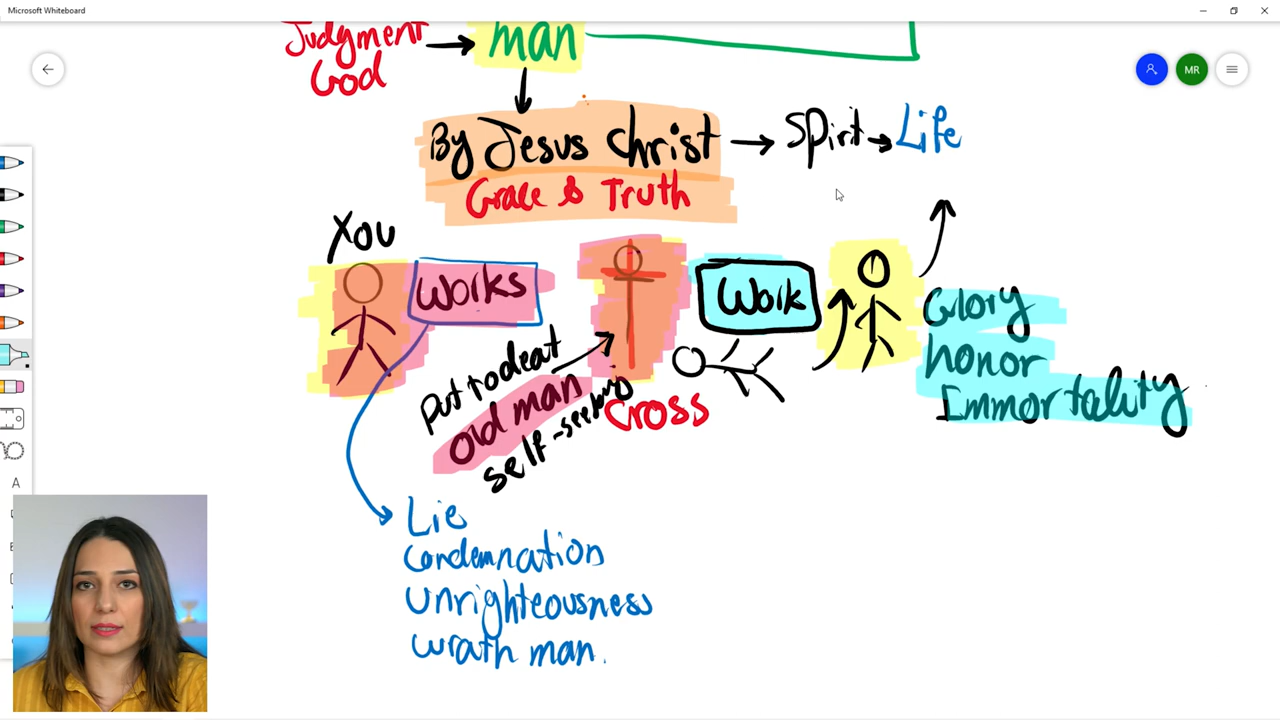 Microsoft Whiteboard
Judgment
God
man
By Jesus Christ
Grace & Truth
Spirit
Life
MR
You
Works
Work
Put to deat
old man
self-seeking
Cross
Glory
honor
Immortality
Lie
Condemnation
Unrighteousness
wrath man.
A